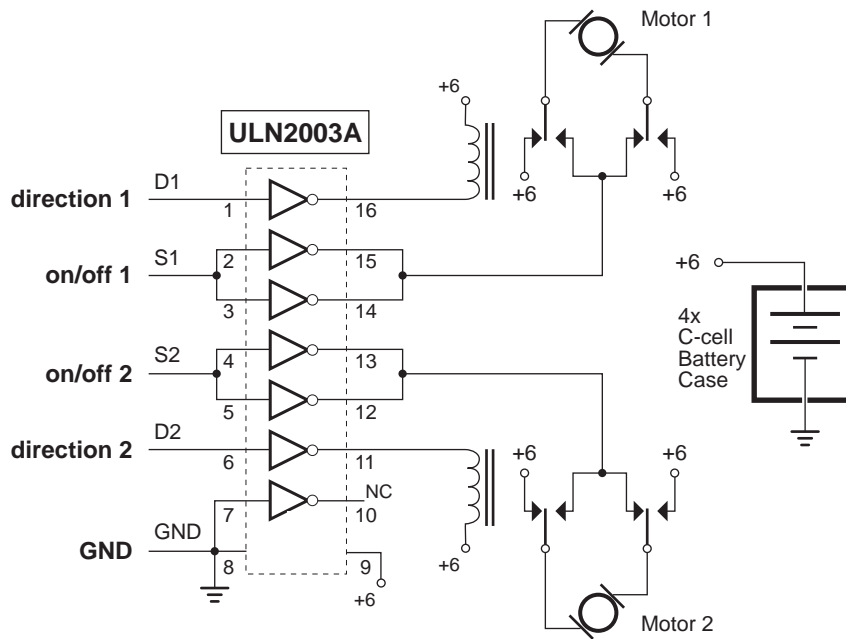 Motor 1
+6
ULN2003A
+6
+6
direction 1
D1
1
16
on/off 1
S1
2
15
3
14
+6
4x
C-cell
Battery
Case
on/off 2
S2
4
13
5
12
direction 2
D2
6
11
+6
+6
NC
7
10
GND
GND
8
9
+6
+6
Motor 2